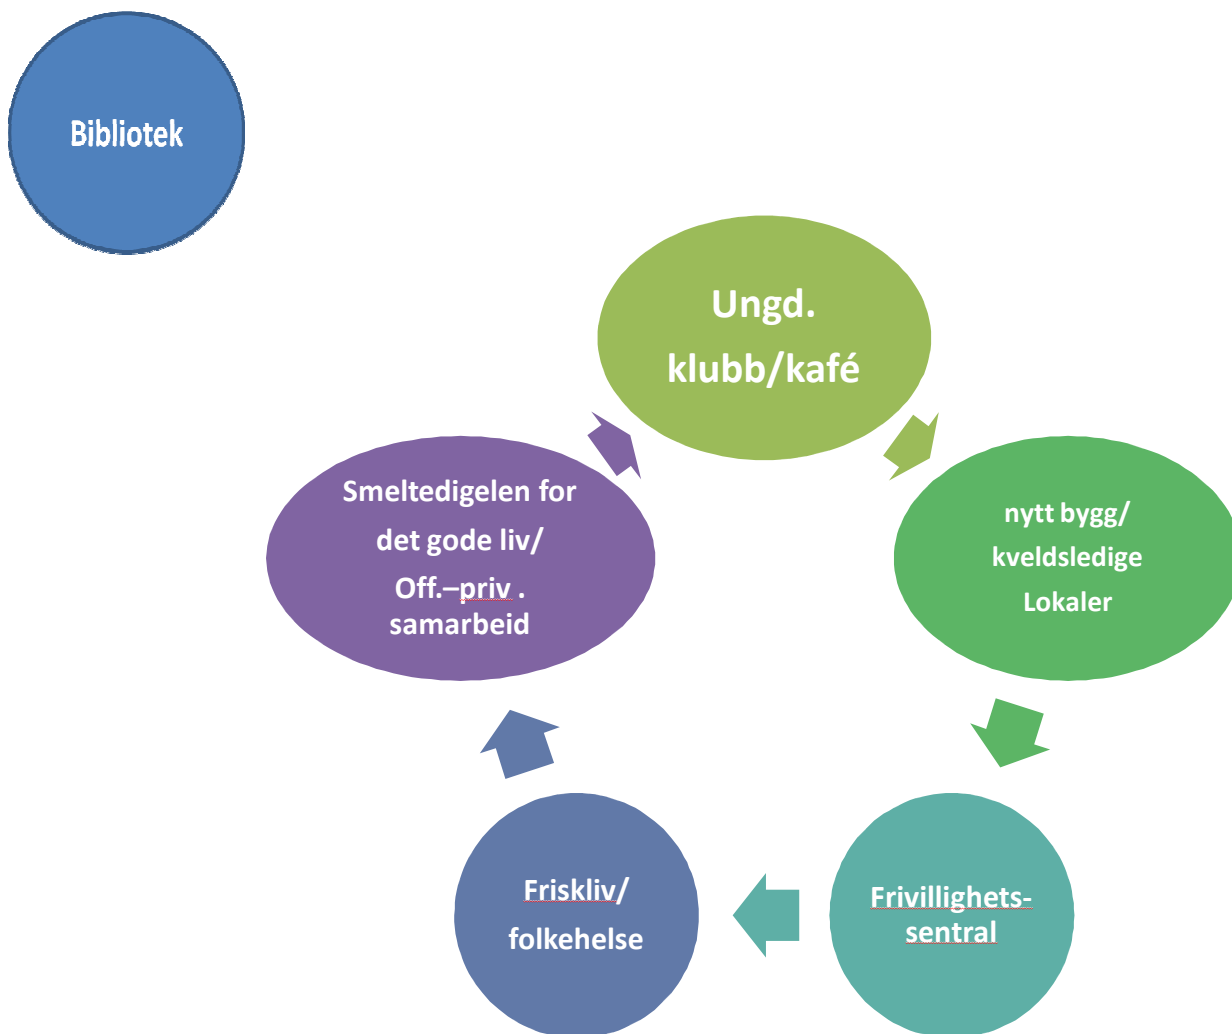 Bibliotek
Ungd.
klubb/kafé
nytt bygg/
kveldsledige
Lokaler
Frivillighets-
sentral
Friskliv/
folkehelse
Smeltedigelen for
det gode liv/
Off.–priv .
samarbeid